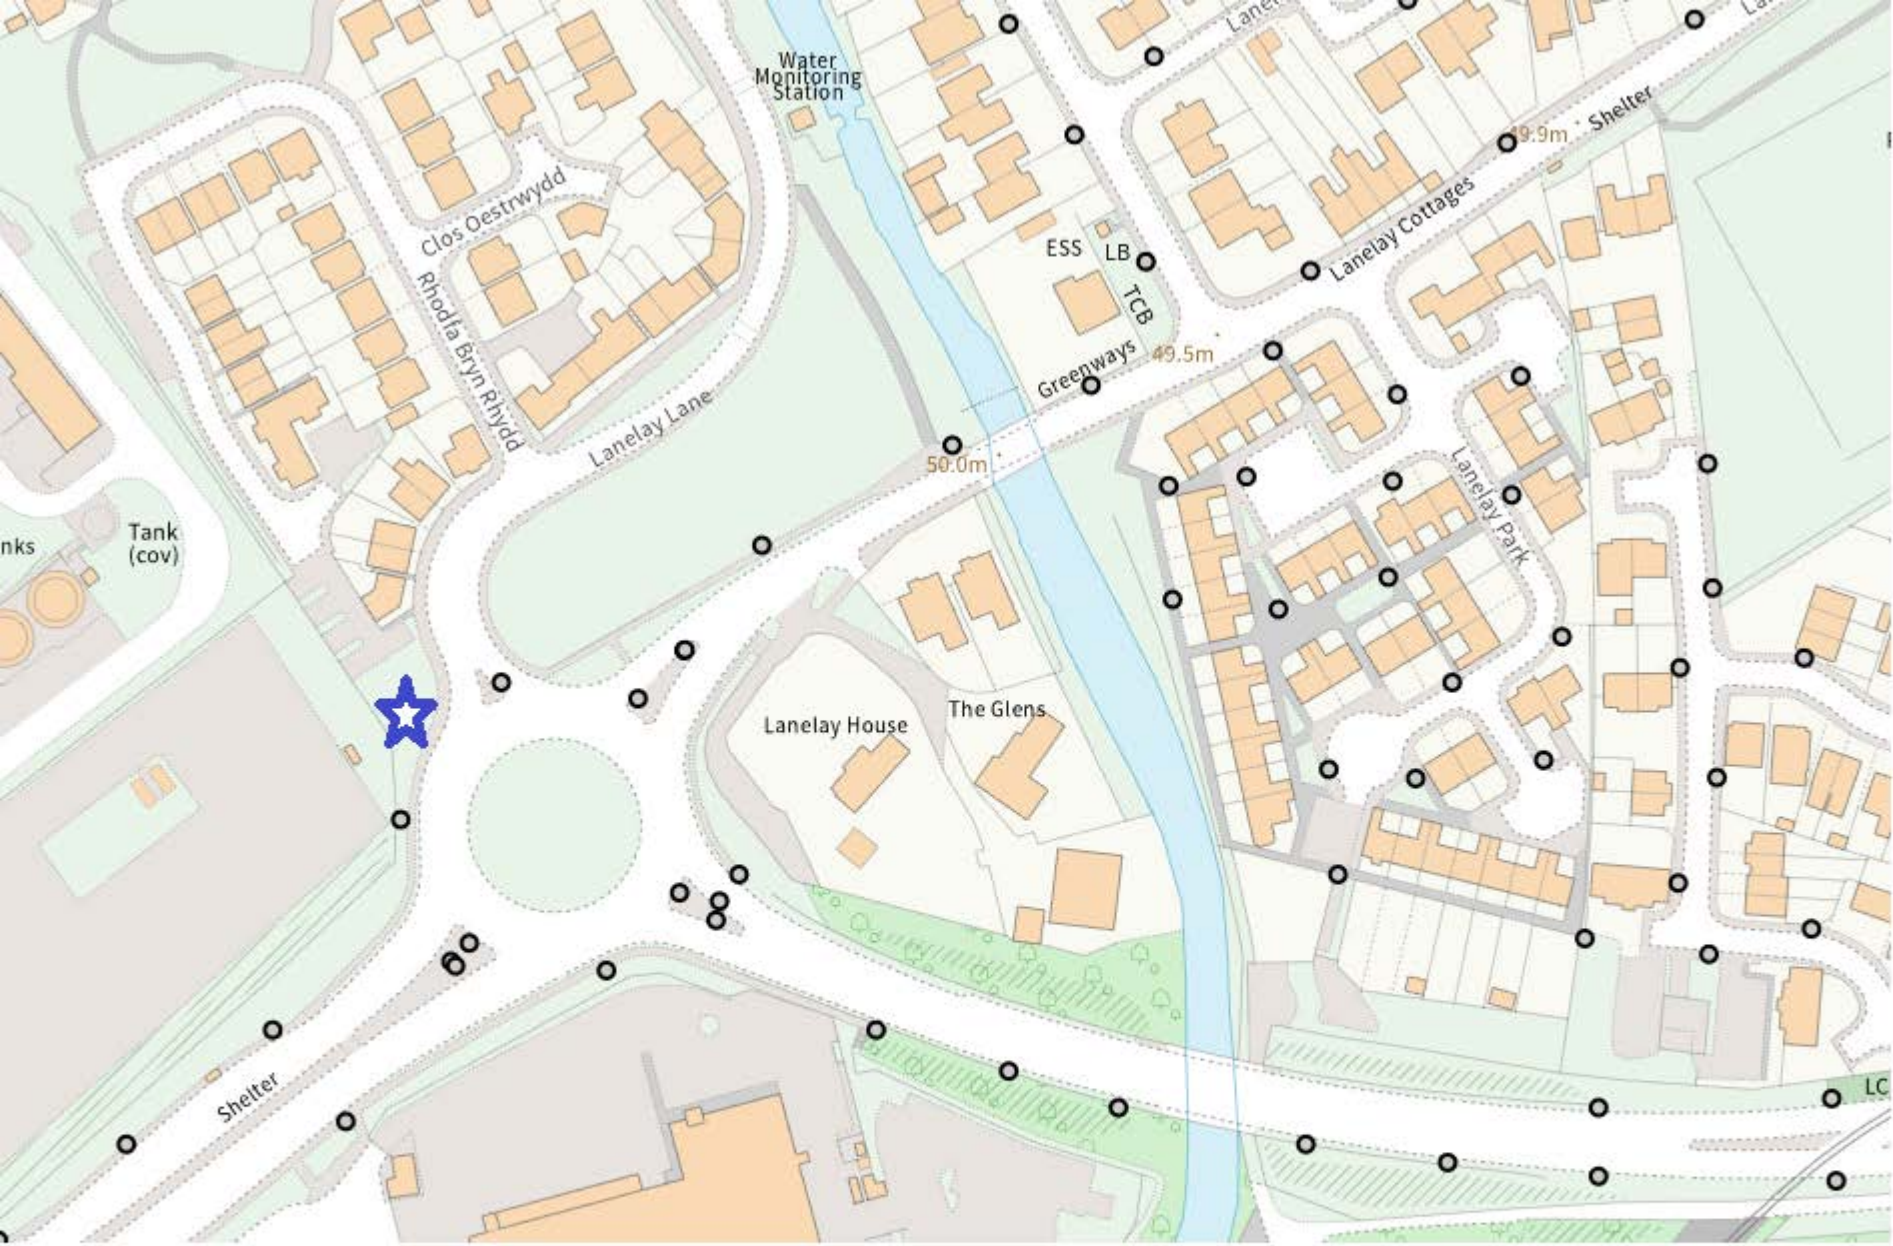 Water
Monitoring
Station
Shelter
49.9m
Clos Oestrwydd
Lanelay Cottages
ESS
LB
TCB
Rhodfa Bryn Rhydd
Greenways
49.5m
Lanelay Lane
50.0m
Lanelay Park
Tank
(cov)
nks
Lanelay House
The Glens
Shelter
LC